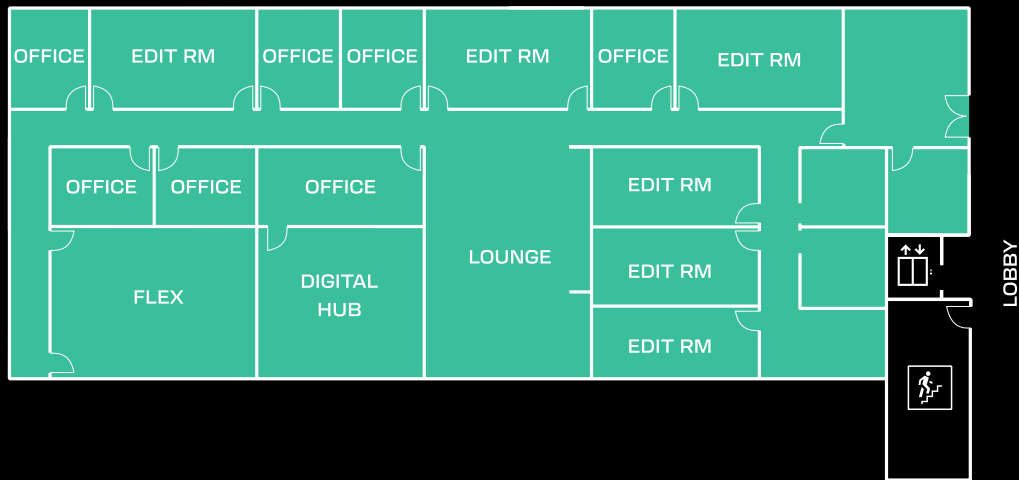 OFFICE
EDIT RM
OFFICE
OFFICE
EDIT RM
OFFICE
EDIT RM
OFFICE
OFFICE
OFFICE
EDIT RM
LOUNGE
EDIT RM
FLEX
DIGITAL
HUB
EDIT RM
LOBBY